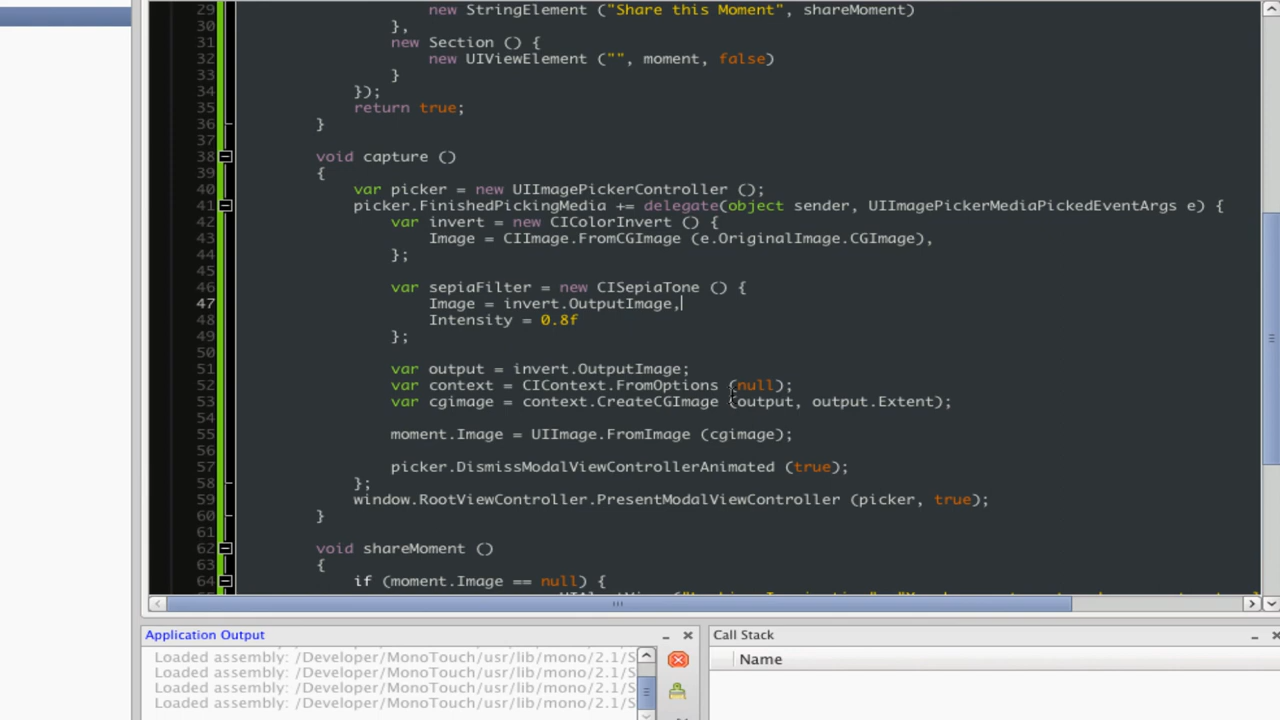 29 new StringElement ("Share this Moment", shareMoment)
30 },
31 new Section () {
32 new UIViewElement ("", moment, false)
33 }
34 });
35 return true;
36 }
37
38 void capture ()
39 {
40 var picker = new UIImagePickerController ();
41 picker.FinishedPickingMedia += delegate(object sender, UIImagePickerMediaPickedEventArgs e) {
42 var invert = new CIColorInvert () {
43 Image = CIImage.FromCGImage (e.OriginalImage.CGImage),
44 };
45
46 var sepiaFilter = new CISepiaTone () {
47 Image = invert.OutputImage,
48 Intensity = 0.8f
49 };
50
51 var output = invert.OutputImage;
52 var context = CIContext.FromOptions (null);
53 var cgimage = context.CreateCGImage (output, output.Extent);
54
55 moment.Image = UIImage.FromImage (cgimage);
56
57 picker.DismissModalViewControllerAnimated (true);
58 };
59 window.RootViewController.PresentModalViewController (picker, true);
60 }
61
62 void shareMoment ()
63 {
64 if (moment.Image == null) {
Application Output
Loaded assembly: /Developer/MonoTouch/usr/lib/mono/2.1/S
Loaded assembly: /Developer/MonoTouch/usr/lib/mono/2.1/S
Loaded assembly: /Developer/MonoTouch/usr/lib/mono/2.1/S
Loaded assembly: /Developer/MonoTouch/usr/lib/mono/2.1/S
Call Stack
Name